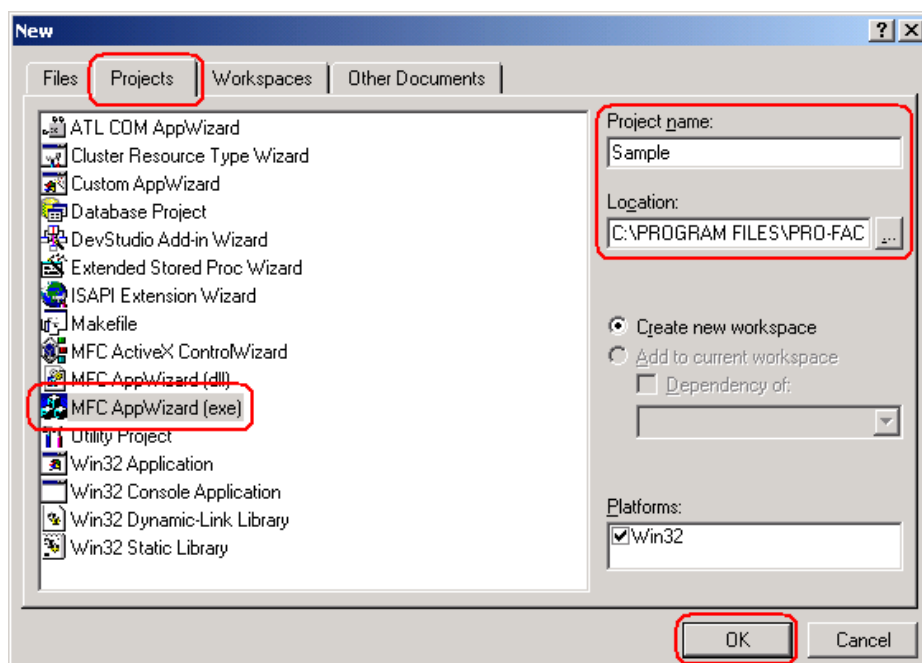 New
Files Projects Workspaces Other Documents
ATL COM AppWizard
Cluster Resource Type Wizard
Custom AppWizard
Database Project
DevStudio Add-in Wizard
Extended Stored Proc Wizard
ISAPI Extension Wizard
Makefile
MFC ActiveX ControlWizard
MFC AppWizard (dll)
MFC AppWizard (exe)
Utility Project
Win32 Application
Win32 Console Application
Win32 Dynamic-Link Library
Win32 Static Library
Project name:
Sample
Location:
C:\PROGRAM FILES\PRO-FAC
...
Create new workspace
Add to current workspace
Dependency of:
Platforms:
Win32
OK Cancel